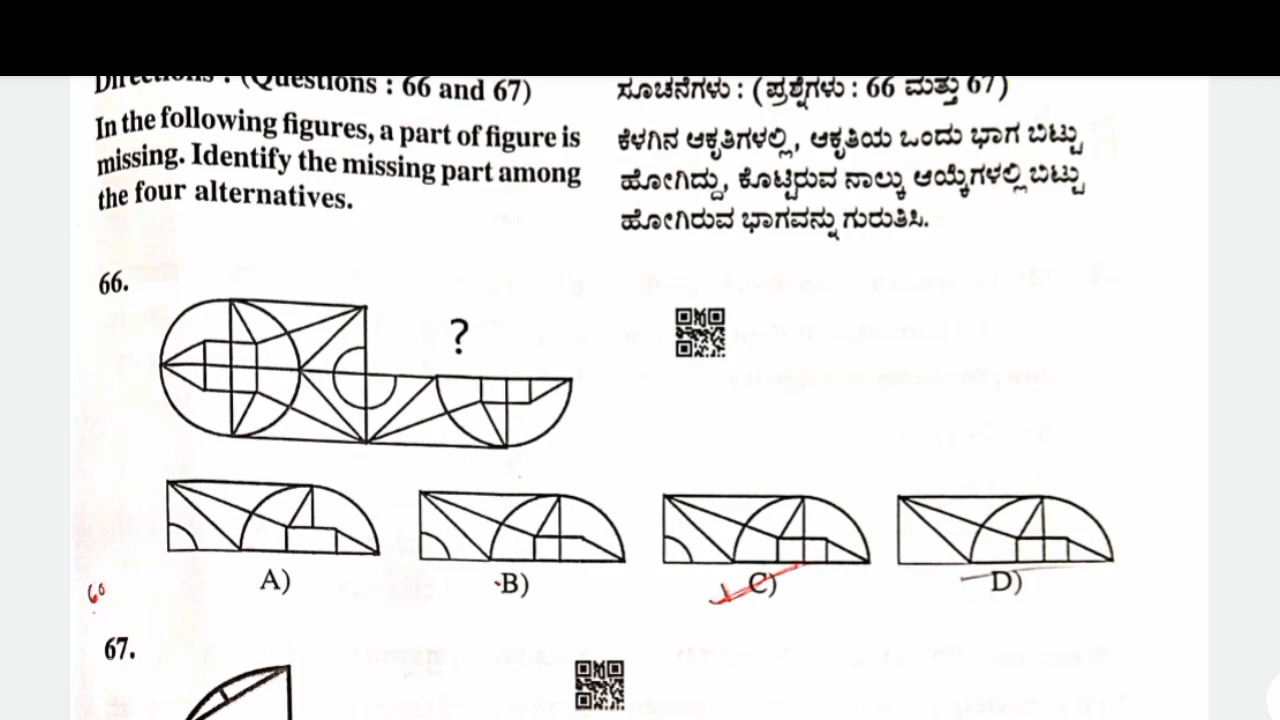 Directions : (Questions : 66 and 67)
In the following figures, a part of figure is
missing. Identify the missing part among
the four alternatives.
ಸೂಚನೆಗಳು : (ಪ್ರಶ್ನೆಗಳು : 66 ಮತ್ತು 67)
ಕೆಳಗಿನ ಆಕೃತಿಗಳಲ್ಲಿ, ಆಕೃತಿಯ ಒಂದು ಭಾಗ ಬಿಟ್ಟು
ಹೋಗಿದ್ದು, ಕೊಟ್ಟಿರುವ ನಾಲ್ಕು ಆಯ್ಕೆಗಳಲ್ಲಿ ಬಿಟ್ಟು
ಹೋಗಿರುವ ಭಾಗವನ್ನು ಗುರುತಿಸಿ.
66.
?
A) B) C) D)
67.